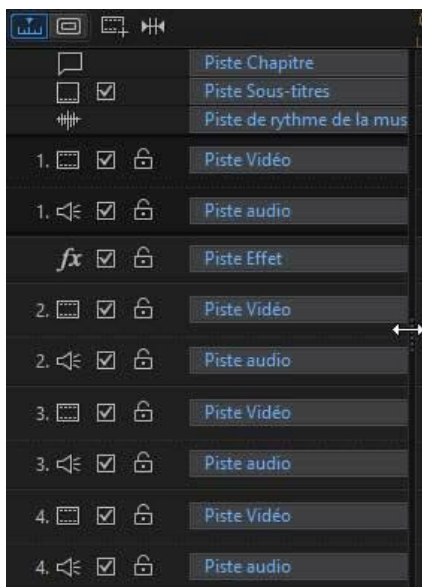 Piste Chapitre
Piste Sous-titres
Piste de rythme de la mus
1. Piste Vidéo
1. Piste audio
fx Piste Effet
2. Piste Vidéo
2. Piste audio
3. Piste Vidéo
3. Piste audio
4. Piste Vidéo
4. Piste audio